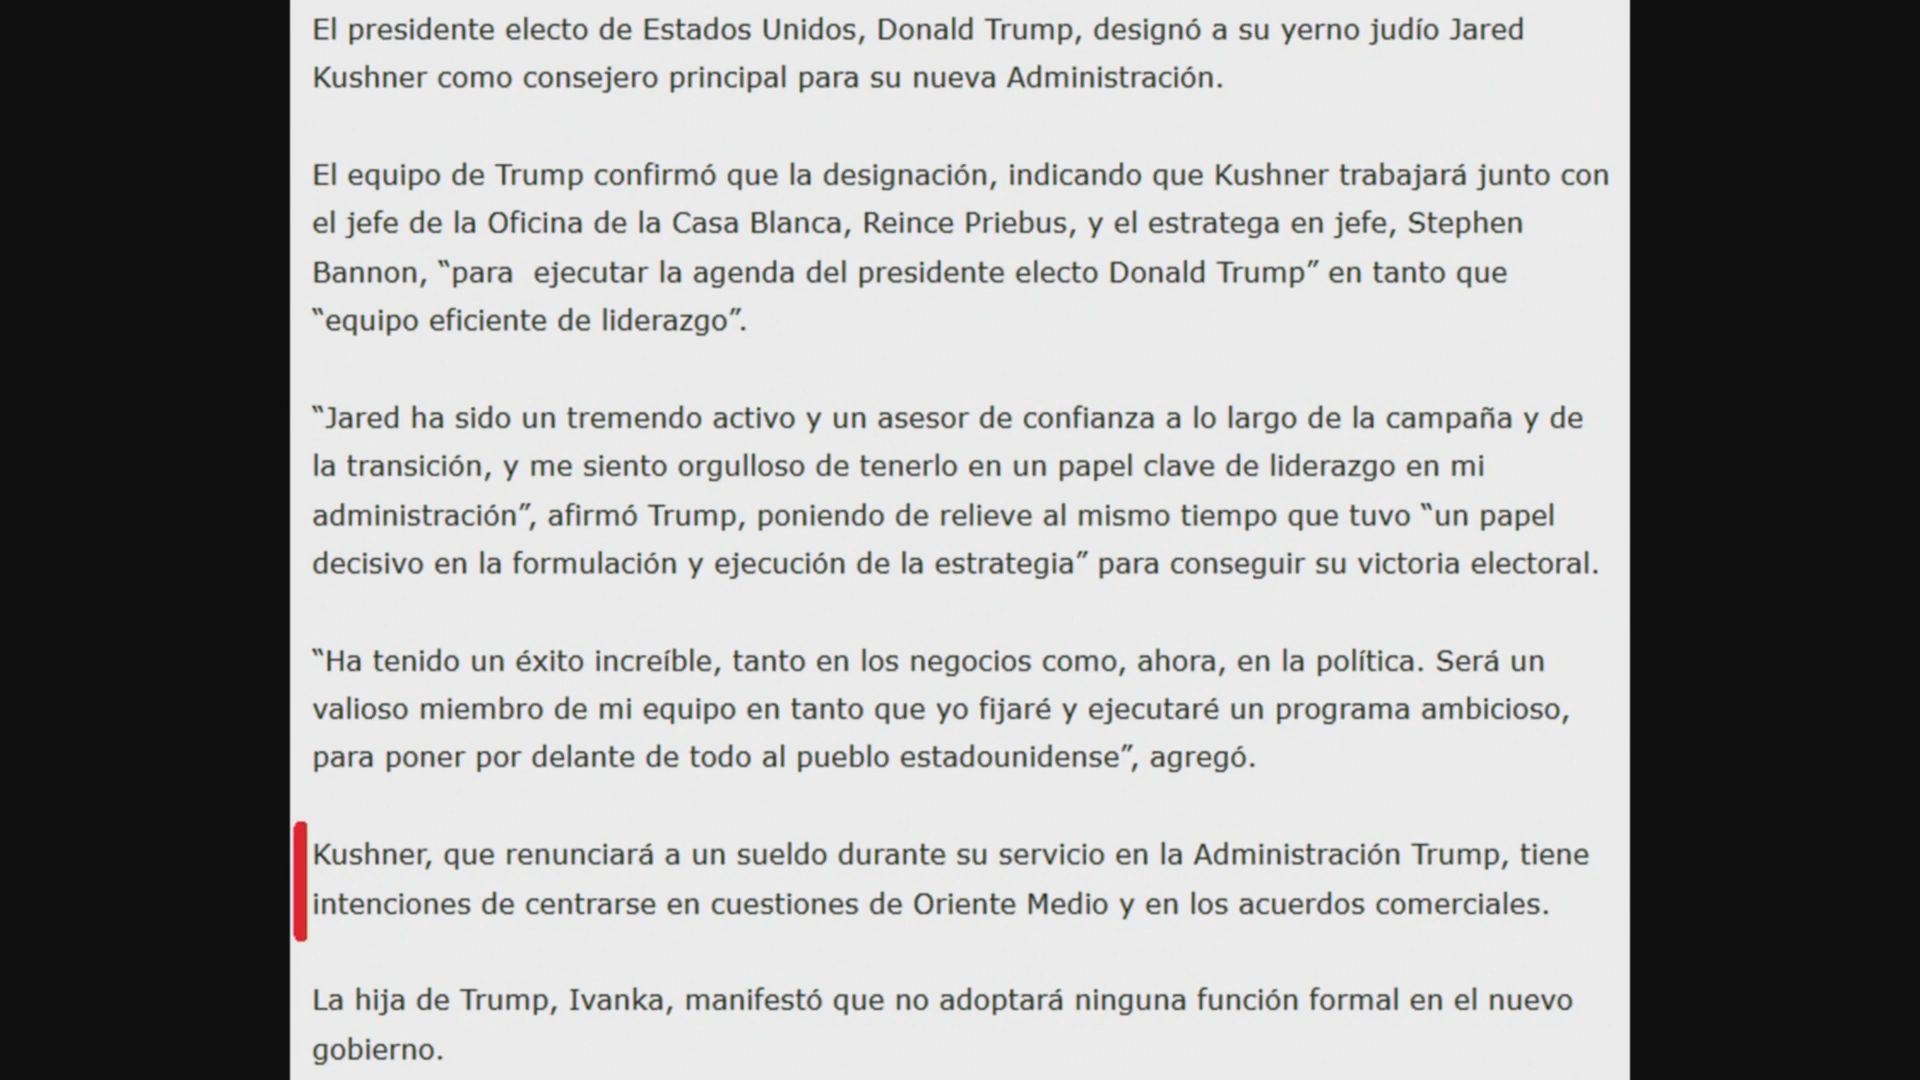 El presidente electo de Estados Unidos, Donald Trump, designó a su yerno judío Jared
Kushner como consejero principal para su nueva Administración.
El equipo de Trump confirmó que la designación, indicando que Kushner trabajará junto con
el jefe de la Oficina de la Casa Blanca, Reince Priebus, y el estratega en jefe, Stephen
Bannon, “para  ejecutar la agenda del presidente electo Donald Trump” en tanto que
“equipo eficiente de liderazgo”.
“Jared ha sido un tremendo activo y un asesor de confianza a lo largo de la campaña y de
la transición, y me siento orgulloso de tenerlo en un papel clave de liderazgo en mi
administración”, afirmó Trump, poniendo de relieve al mismo tiempo que tuvo “un papel
decisivo en la formulación y ejecución de la estrategia” para conseguir su victoria electoral.
“Ha tenido un éxito increíble, tanto en los negocios como, ahora, en la política. Será un
valioso miembro de mi equipo en tanto que yo fijaré y ejecutaré un programa ambicioso,
para poner por delante de todo al pueblo estadounidense”, agregó.
Kushner, que renunciará a un sueldo durante su servicio en la Administración Trump, tiene
intenciones de centrarse en cuestiones de Oriente Medio y en los acuerdos comerciales.
La hija de Trump, Ivanka, manifestó que no adoptará ninguna función formal en el nuevo
gobierno.